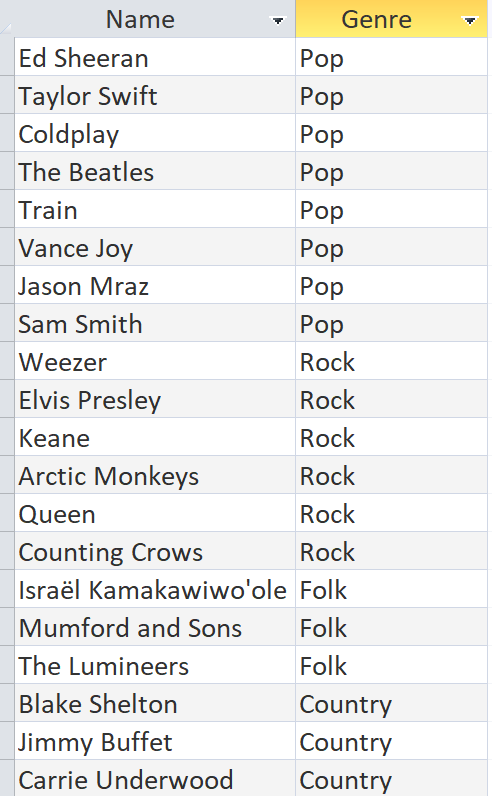 Name Genre
Ed Sheeran Pop
Taylor Swift Pop
Coldplay Pop
The Beatles Pop
Train Pop
Vance Joy Pop
Jason Mraz Pop
Sam Smith Pop
Weezer Rock
Elvis Presley Rock
Keane Rock
Arctic Monkeys Rock
Queen Rock
Counting Crows Rock
Israël Kamakawiwo'ole Folk
Mumford and Sons Folk
The Lumineers Folk
Blake Shelton Country
Jimmy Buffet Country
Carrie Underwood Country